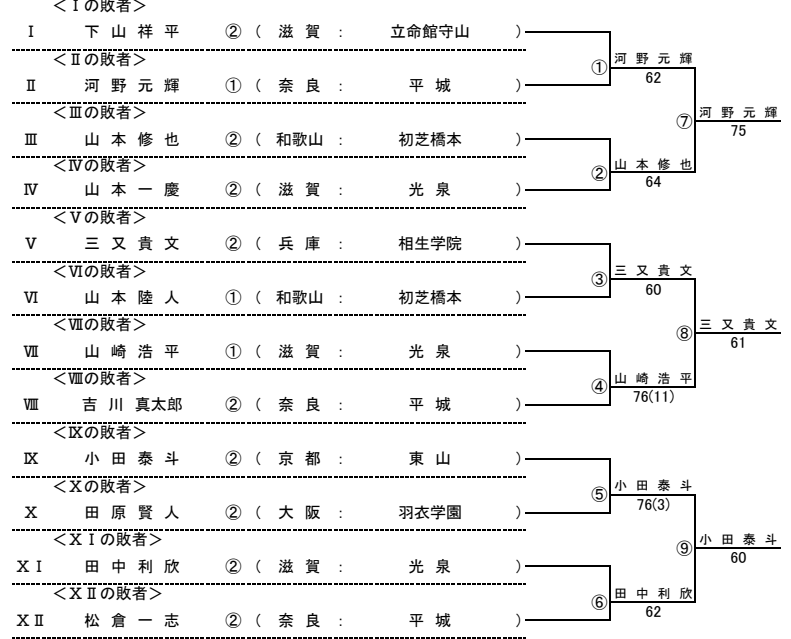 ＜Ⅰの敗者＞
Ⅰ 下 山 祥 平 ② （ 滋 賀 : 立命館守山 ）
＜Ⅱの敗者＞
① 河 野 元 輝
62
Ⅱ 河 野 元 輝 ① （ 奈 良 : 平 城 ）
＜Ⅲの敗者＞
⑦ 河 野 元 輝
75
Ⅲ 山 本 修 也 ② （ 和歌山 : 初芝橋本 ）
＜Ⅳの敗者＞
② 山 本 修 也
64
Ⅳ 山 本 一 慶 ② （ 滋 賀 : 光 泉 ）
＜Ⅴの敗者＞
Ⅴ 三 又 貴 文 ② （ 兵 庫 : 相生学院 ）
＜Ⅵの敗者＞
③ 三 又 貴 文
60
Ⅵ 山 本 陸 人 ① （ 和歌山 : 初芝橋本 ）
＜Ⅶの敗者＞
⑧ 三 又 貴 文
61
Ⅶ 山 崎 浩 平 ① （ 滋 賀 : 光 泉 ）
＜Ⅷの敗者＞
④ 山 崎 浩 平
76(11)
Ⅷ 吉 川 真太郎 ② （ 奈 良 : 平 城 ）
＜Ⅸの敗者＞
Ⅸ 小 田 泰 斗 ② （ 京 都 : 東 山 ）
＜Ⅹの敗者＞
⑤ 小 田 泰 斗
76(3)
Ⅹ 田 原 賢 人 ② （ 大 阪 : 羽衣学園 ）
＜ⅩⅠの敗者＞
⑨ 小 田 泰 斗
60
ⅩⅠ 田 中 利 欣 ② （ 滋 賀 : 光 泉 ）
＜ⅩⅡの敗者＞
⑥ 田 中 利 欣
62
ⅩⅡ 松 倉 一 志 ② （ 奈 良 : 平 城 ）